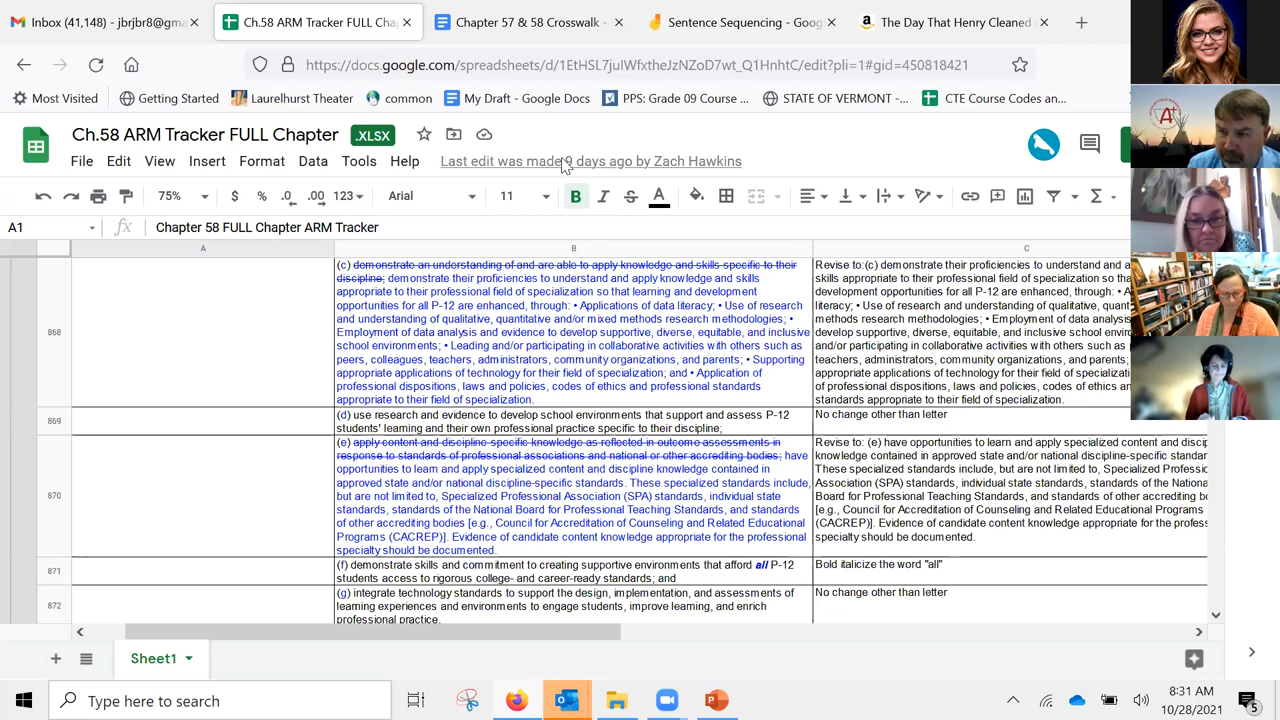 Inbox (41,148) - jbrjbr8@gma
Ch.58 ARM Tracker FULL Chap
Chapter 57 & 58 Crosswalk -
Sentence Sequencing - Goo
The Day That Henry Cleaned
https://docs.google.com/spreadsheets/d/1EtHSL7julWfxtheJzNZoD7wt_Q1HnhtC/edit?pli=1#gid=450818421
Most Visited
Getting Started
Laurelhurst Theater
common
My Draft - Google Docs
PPS: Grade 09 Course ...
STATE OF VERMONT -...
CTE Course Codes an...
Ch.58 ARM Tracker FULL Chapter .XLSX
File Edit View Insert Format Data Tools Help Last edit was made 9 days ago by Zach Hawkins
75% $ % .0 .00 123 Arial 11 B I S A
A1 fx Chapter 58 FULL Chapter ARM Tracker
A B C
868
(c) demonstrate an understanding of and are able to apply knowledge and skills specific to their
discipline; demonstrate their proficiencies to understand and apply knowledge and skills
appropriate to their professional field of specialization so that learning and development
opportunities for all P-12 are enhanced, through: • Applications of data literacy; • Use of research
and understanding of qualitative, quantitative and/or mixed methods research methodologies; •
Employment of data analysis and evidence to develop supportive, diverse, equitable, and inclusive
school environments; • Leading and/or participating in collaborative activities with others such as
peers, colleagues, teachers, administrators, community organizations, and parents; • Supporting
appropriate applications of technology for their field of specialization; and • Application of
professional dispositions, laws and policies, codes of ethics and professional standards
appropriate to their field of specialization.
Revise to:(c) demonstrate their proficiencies to understand and a
skills appropriate to their professional field of specialization so tha
development opportunities for all P-12 are enhanced, through: • A
literacy; • Use of research and understanding of qualitative, quant
methods research methodologies; • Employment of data analysis
develop supportive, diverse, equitable, and inclusive school enviro
and/or participating in collaborative activities with others such as p
teachers, administrators, community organizations, and parents;
appropriate applications of technology for their field of specializati
of professional dispositions, laws and policies, codes of ethics an
standards appropriate to their field of specialization.
869
(d) use research and evidence to develop school environments that support and assess P-12
students' learning and their own professional practice specific to their discipline;
No change other than letter
870
(e) apply content and discipline-specific knowledge as reflected in outcome assessments in
response to standards of professional associations and national or other accrediting bodies; have
opportunities to learn and apply specialized content and discipline knowledge contained in
approved state and/or national discipline-specific standards. These specialized standards include,
but are not limited to, Specialized Professional Association (SPA) standards, individual state
standards, standards of the National Board for Professional Teaching Standards, and standards
of other accrediting bodies [e.g., Council for Accreditation of Counseling and Related Educational
Programs (CACREP)]. Evidence of candidate content knowledge appropriate for the professional
specialty should be documented.
Revise to: (e) have opportunities to learn and apply specialized content and discip
knowledge contained in approved state and/or national discipline-specific standar
These specialized standards include, but are not limited to, Specialized Professio
Association (SPA) standards, individual state standards, standards of the Nationa
Board for Professional Teaching Standards, and standards of other accrediting bo
[e.g., Council for Accreditation of Counseling and Related Educational Programs
(CACREP)]. Evidence of candidate content knowledge appropriate for the profess
specialty should be documented.
871
(f) demonstrate skills and commitment to creating supportive environments that afford all P-12
students access to rigorous college- and career-ready standards; and
Bold italicize the word "all"
872
(g) integrate technology standards to support the design, implementation, and assessments of
learning experiences and environments to engage students, improve learning, and enrich
professional practice.
No change other than letter
Sheet1
Type here to search
8:31 AM
10/28/2021
5